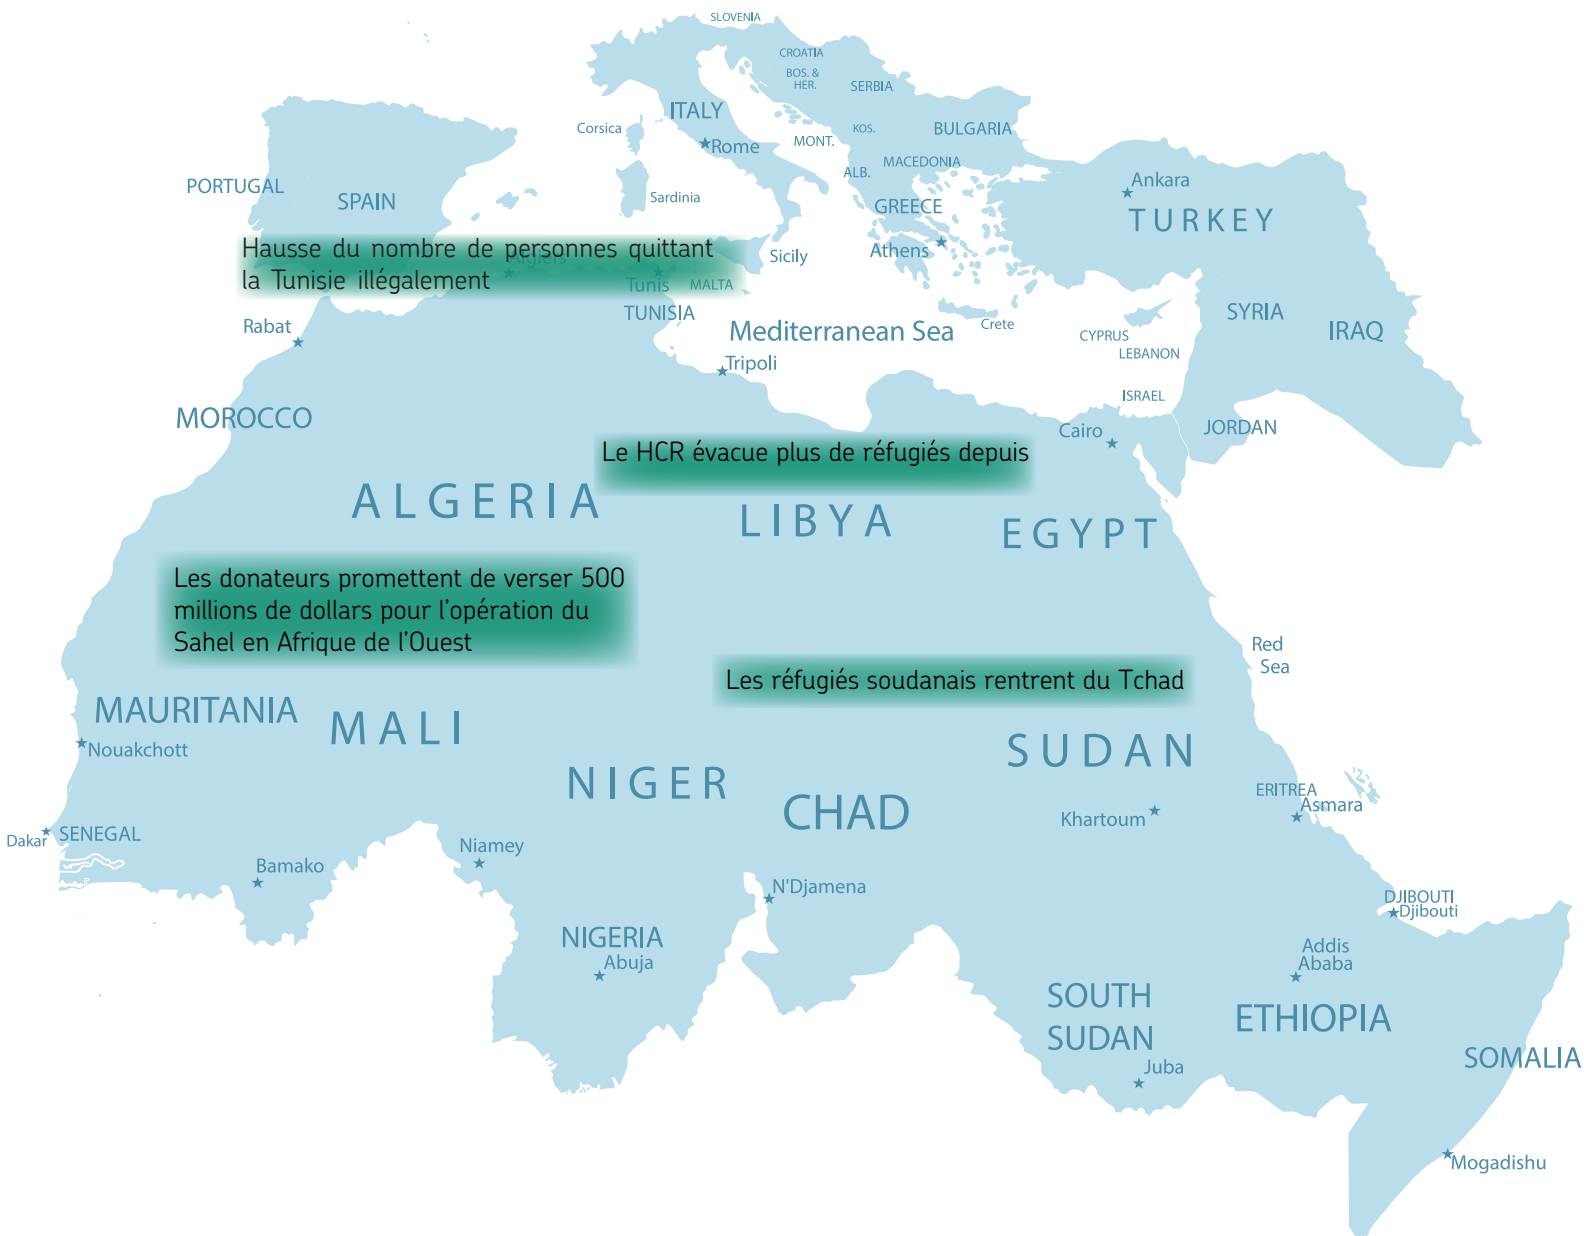 SLOVENIA
CROATIA
BOS. &
HER.
SERBIA
ITALY
Corsica
Rome
MONT.
KOS.
BULGARIA
MACEDONIA
ALB.
PORTUGAL
SPAIN
Sardinia
GREECE
Ankara
TURKEY
Hausse du nombre de personnes quittant
la Tunisie illégalement
Algiers
Sicily
Athens
Tunis
MALTA
TUNISIA
Rabat
Mediterranean Sea
Crete
CYPRUS
LEBANON
SYRIA
IRAQ
Tripoli
ISRAEL
MOROCCO
Cairo
JORDAN
Le HCR évacue plus de réfugiés depuis
ALGERIA
LIBYA
EGYPT
Les donateurs promettent de verser 500
millions de dollars pour l’opération du
Sahel en Afrique de l’Ouest
Red
Sea
Les réfugiés soudanais rentrent du Tchad
MAURITANIA
MALI
Nouakchott
SUDAN
NIGER
CHAD
ERITREA
Asmara
Khartoum
Dakar
SENEGAL
Bamako
Niamey
N'Djamena
DJIBOUTI
Djibouti
NIGERIA
Abuja
Addis
Ababa
SOUTH
SUDAN
ETHIOPIA
Juba
SOMALIA
Mogadishu